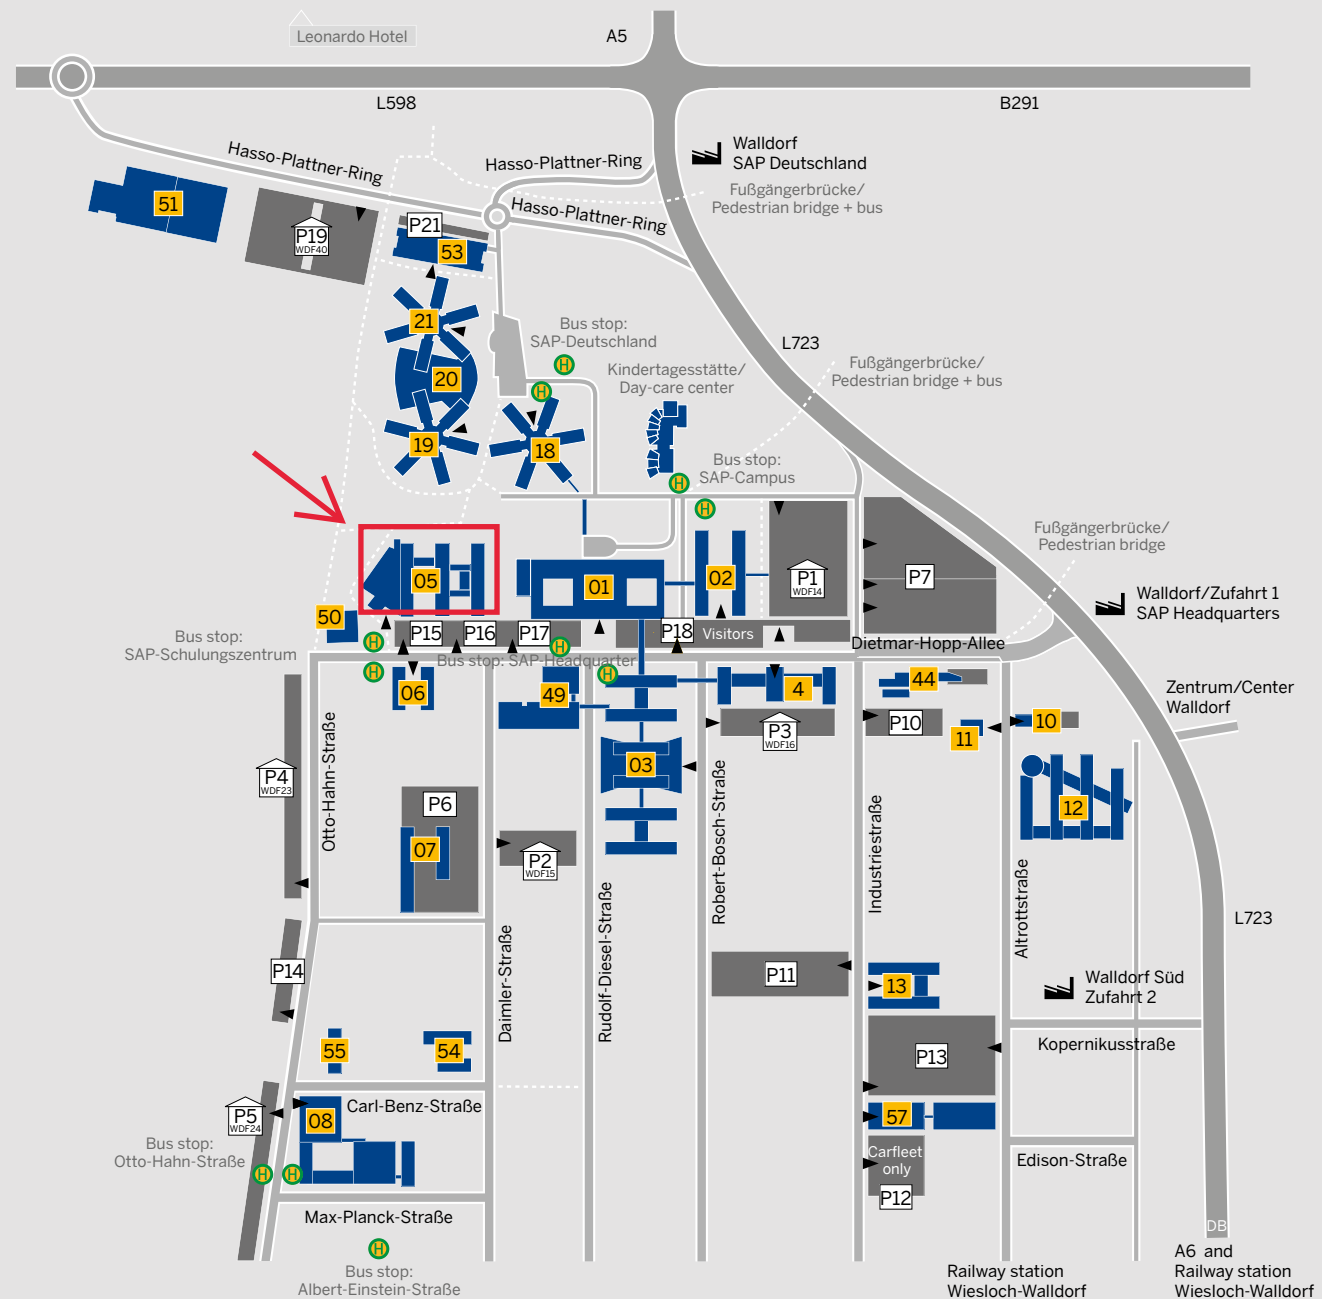 Leonardo Hotel
A5
L598
B291
Hasso-Plattner-Ring
Hasso-Plattner-Ring
Hasso-Plattner-Ring
Walldorf
SAP Deutschland
Fußgängerbrücke/
Pedestrian bridge + bus
51
P19
WDF40
P21
53
21
20
19
18
Bus stop:
SAP-Deutschland
Kindertagesstätte/
Day-care center
L723
Fußgängerbrücke/
Pedestrian bridge + bus
Bus stop:
SAP-Campus
H
H
H
H
Fußgängerbrücke/
Pedestrian bridge
Walldorf/Zufahrt 1
SAP Headquarters
05
01
02
P1
WDF14
P7
50
Bus stop:
SAP-Schulungszentrum
H
H
P15
P16
P17
H
P18
Visitors
Dietmar-Hopp-Allee
Bus stop: SAP-Headquarter
H
06
49
4
44
Zentrum/Center
Walldorf
P3
WDF16
P10
11
10
03
12
P4
WDF23
Otto-Hahn-Straße
P6
07
P2
WDF15
Robert-Bosch-Straße
Industriestraße
Altrottstraße
Rudolf-Diesel-Straße
Daimler-Straße
L723
P14
P11
13
Walldorf Süd
Zufahrt 2
55
54
P13
Kopernikusstraße
P5
WDF24
08
Carl-Benz-Straße
57
Bus stop:
Otto-Hahn-Straße
H
H
Carfleet
only
P12
Edison-Straße
Max-Planck-Straße
H
Bus stop:
Albert-Einstein-Straße
DB
Railway station
Wiesloch-Walldorf
A6 and
Railway station
Wiesloch-Walldorf